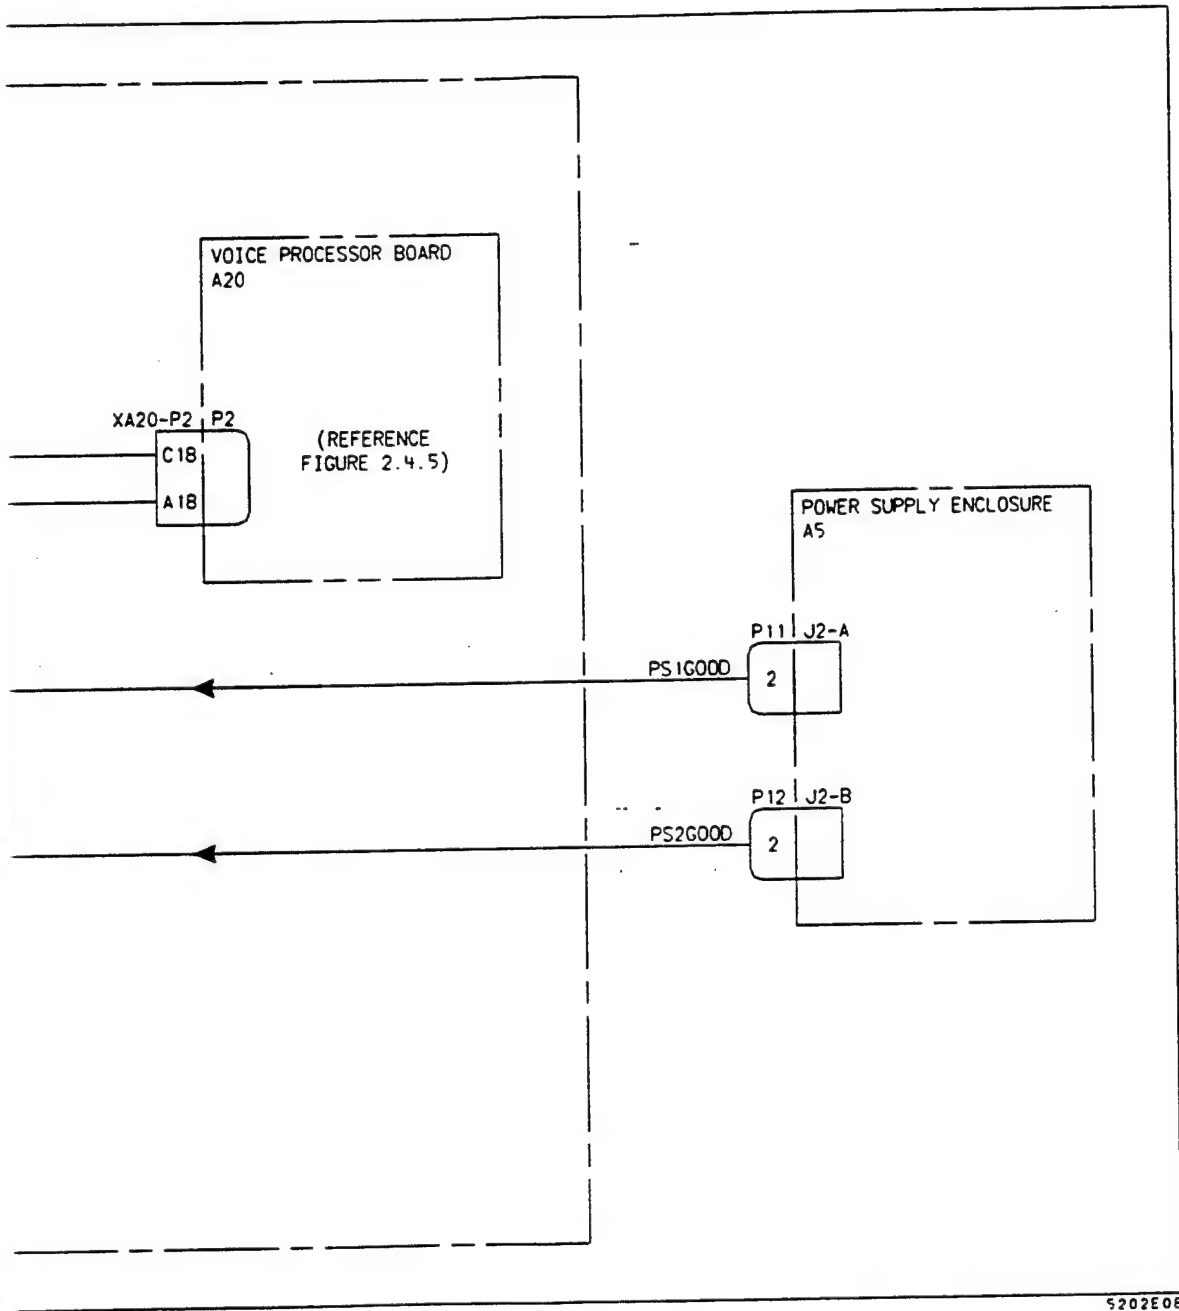 VOICE PROCESSOR BOARD
A20
XA20-P2 P2
C18
A18
(REFERENCE
FIGURE 2.4.5)
POWER SUPPLY ENCLOSURE
A5
P11 J2-A
PS1GOOD
2
P12 J2-B
PS2GOOD
2
5202E08